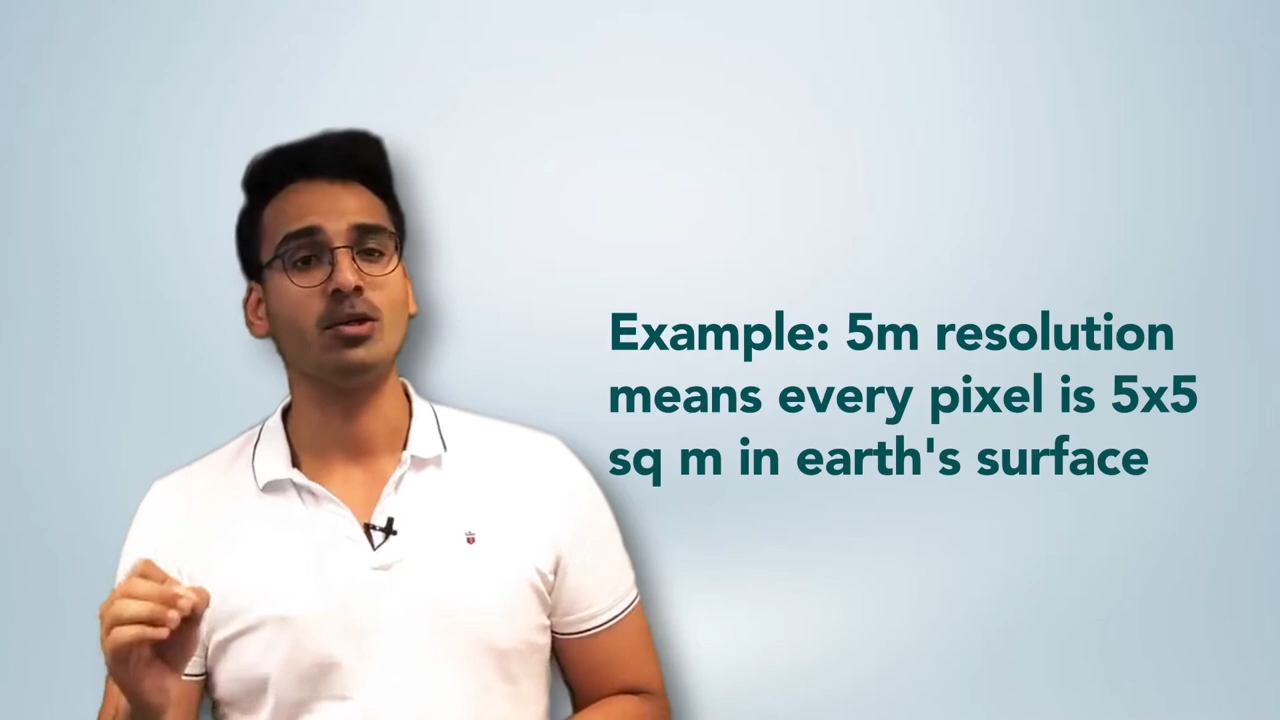 Example: 5m resolution
means every pixel is 5x5
sq m in earth's surface